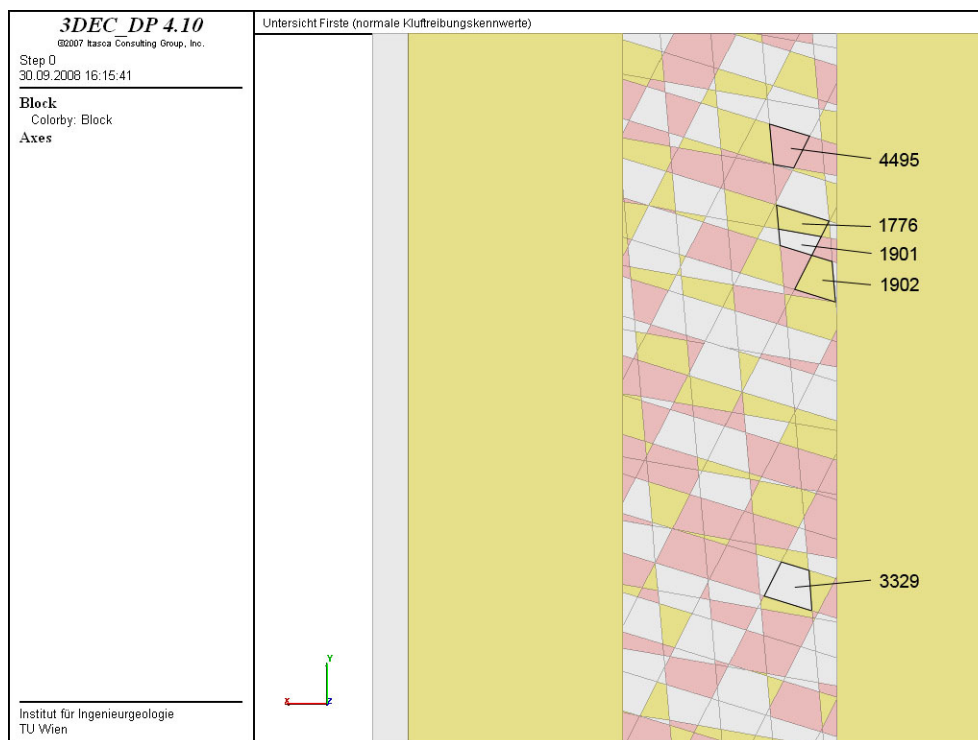 3DEC_DP 4.10
©2007 Itasca Consulting Group, Inc.
Step 0
30.09.2008 16:15:41
Block
Colorby: Block
Axes
Untersicht Firste (normale Kluftreibungskennwerte)
4495
1776
1901
1902
3329
Y
X
Z
Institut für Ingenieurgeologie
TU Wien